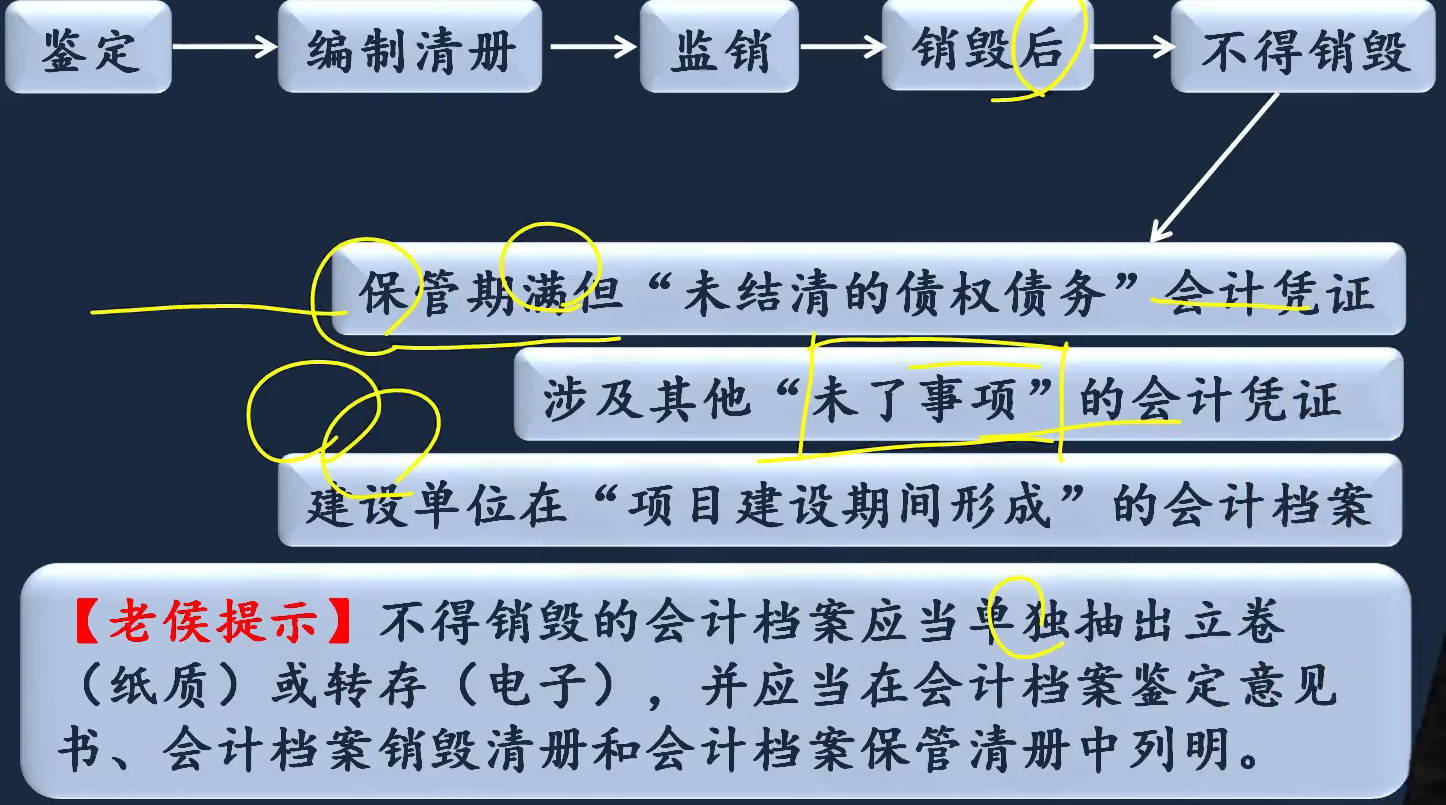 鉴定 编制清册 监销 销毁后 不得销毁
保管期满但“未结清的债权债务”会计凭证
涉及其他“未了事项”的会计凭证
建设单位在“项目建设期间形成”的会计档案
【老侯提示】不得销毁的会计档案应当单独抽出立卷
（纸质）或转存（电子），并应当在会计档案鉴定意见
书、会计档案销毁清册和会计档案保管清册中列明。